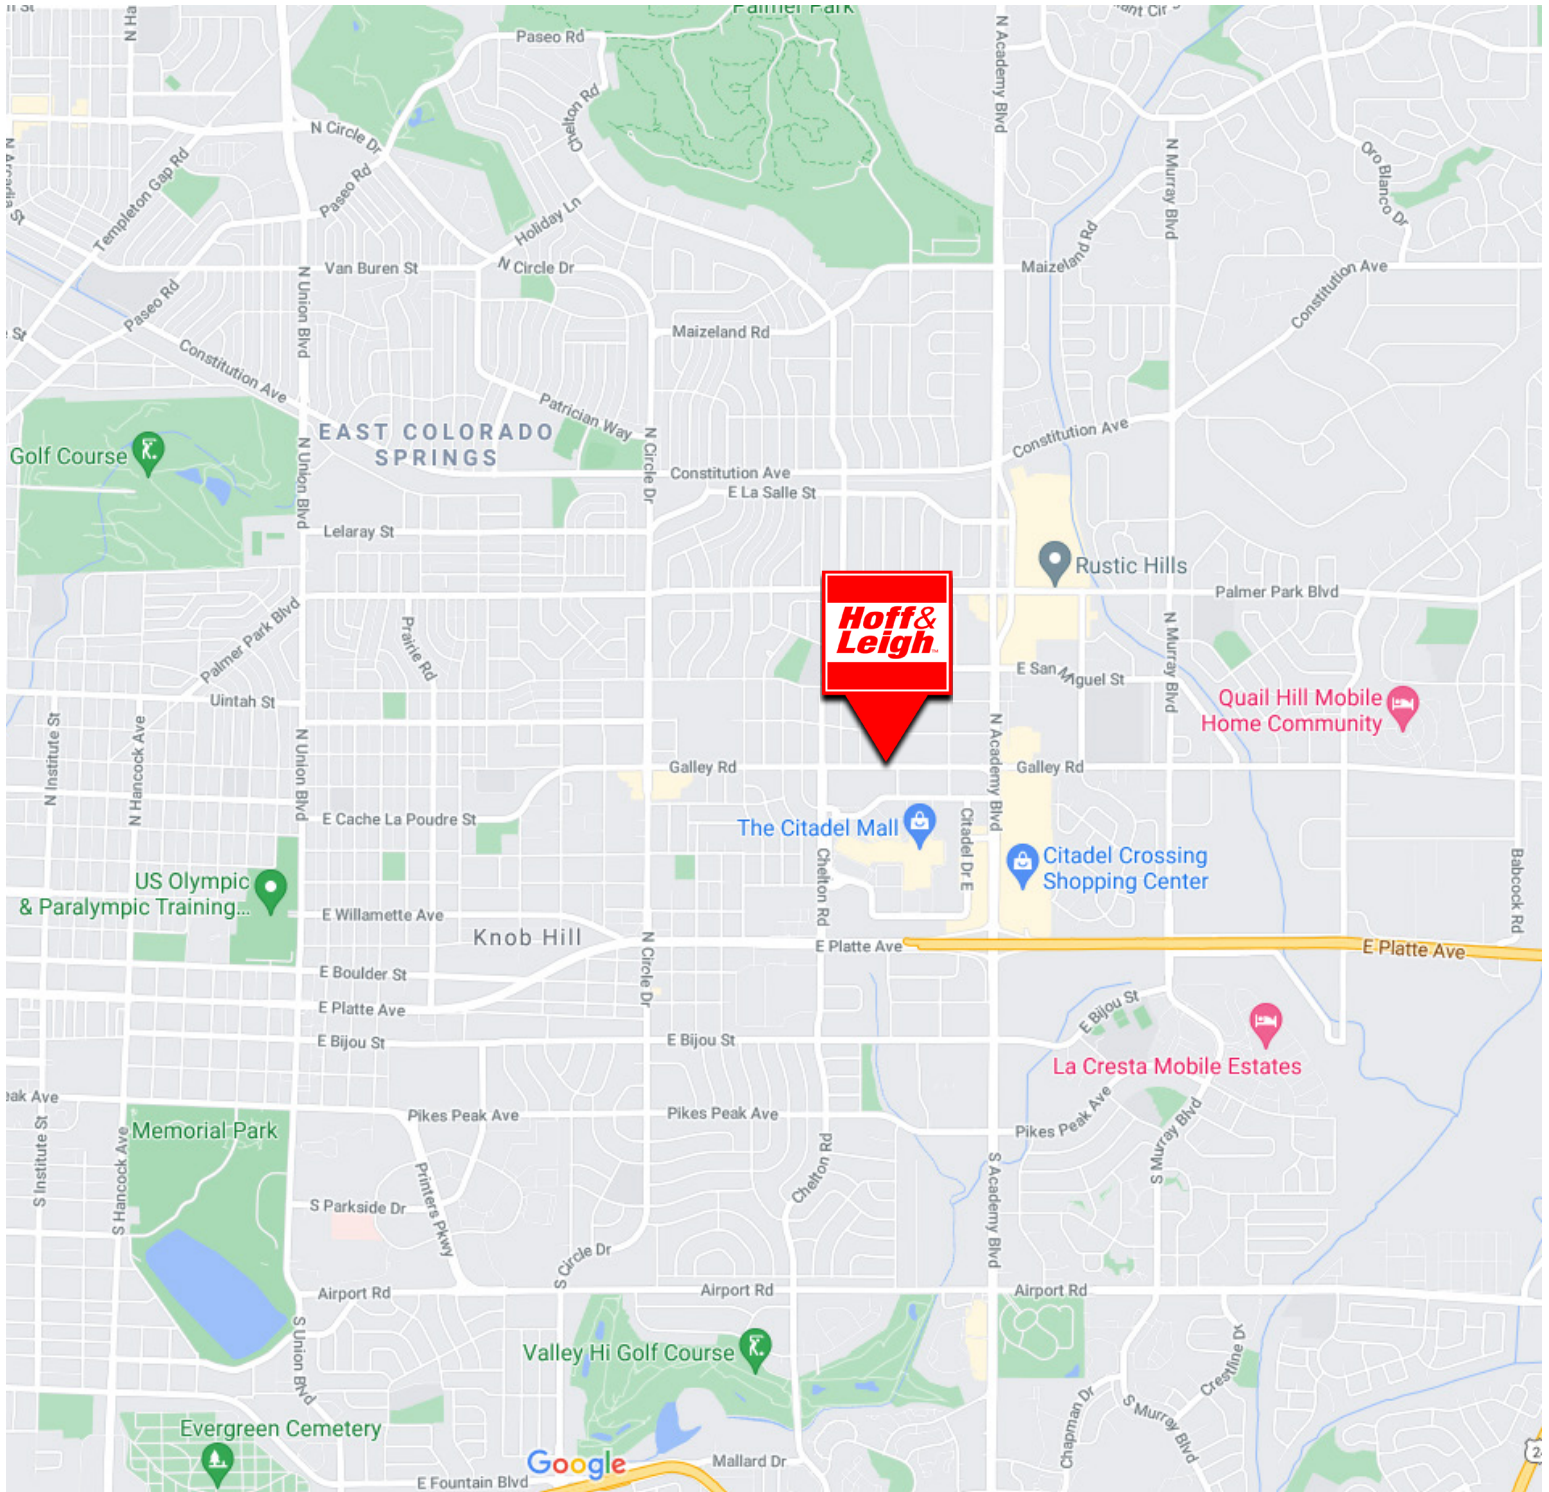 Palmer Park
Paseo Rd
N Academy Blvd
Chelton Rd
N Circle Dr
Templeton Gap Rd
Paseo Rd
N Murray Blvd
Oro Blanco Dr
Holiday Ln
Van Buren St
N Circle Dr
Maizeland Rd
Constitution Ave
N Union Blvd
Paseo Rd
Maizeland Rd
Constitution Ave
Patrician Way
EAST COLORADO
SPRINGS
Golf Course
N Union Blvd
N Circle Dr
Constitution Ave
Constitution Ave
E La Salle St
Lelaray St
Rustic Hills
Palmer Park Blvd
Hoff&
Leigh
Palmer Park Blvd
Prairie Rd
N Murray Blvd
E San Miguel St
Uintah St
Quail Hill Mobile
Home Community
N Institute St
N Hancock Ave
N Union Blvd
N Academy Blvd
Galley Rd
Galley Rd
E Cache La Poudre St
The Citadel Mall
Citadel Dr E
Citadel Crossing
Shopping Center
Chelton Rd
Babcock Rd
US Olympic
& Paralympic Training...
E Willamette Ave
Knob Hill
N Circle Dr
E Platte Ave
E Platte Ave
E Boulder St
E Platte Ave
E Bijou St
E Bijou St
E Bijou St
La Cresta Mobile Estates
Pikes Peak Ave
Pikes Peak Ave
Pikes Peak Ave
Memorial Park
S Institute St
S Hancock Ave
Printers Pkwy
Chelton Rd
S Academy Blvd
S Murray Blvd
S Parkside Dr
S Circle Dr
Airport Rd
Airport Rd
Airport Rd
S Union Blvd
Valley Hi Golf Course
Crestline Dr
Chapman Dr
S Murray Blvd
Evergreen Cemetery
Google
Mallard Dr
E Fountain Blvd